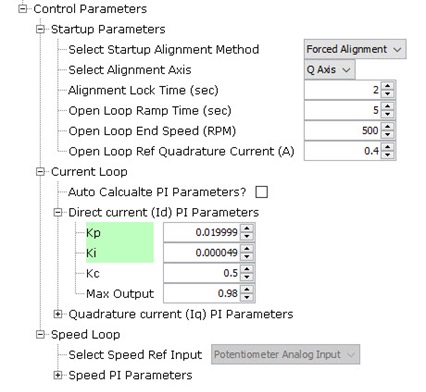 Control Parameters
Startup Parameters
Select Startup Alignment Method Forced Alignment
Select Alignment Axis Q Axis
Alignment Lock Time (sec) 2
Open Loop Ramp Time (sec) 5
Open Loop End Speed (RPM) 500
Open Loop Ref Quadrature Current (A) 0.4
Current Loop
Auto Calcualte PI Parameters?
Direct current (Id) PI Parameters
Kp 0.019999
Ki 0.000049
Kc 0.5
Max Output 0.98
Quadrature current (Iq) PI Parameters
Speed Loop
Select Speed Ref Input Potentiometer Analog Input
Speed PI Parameters